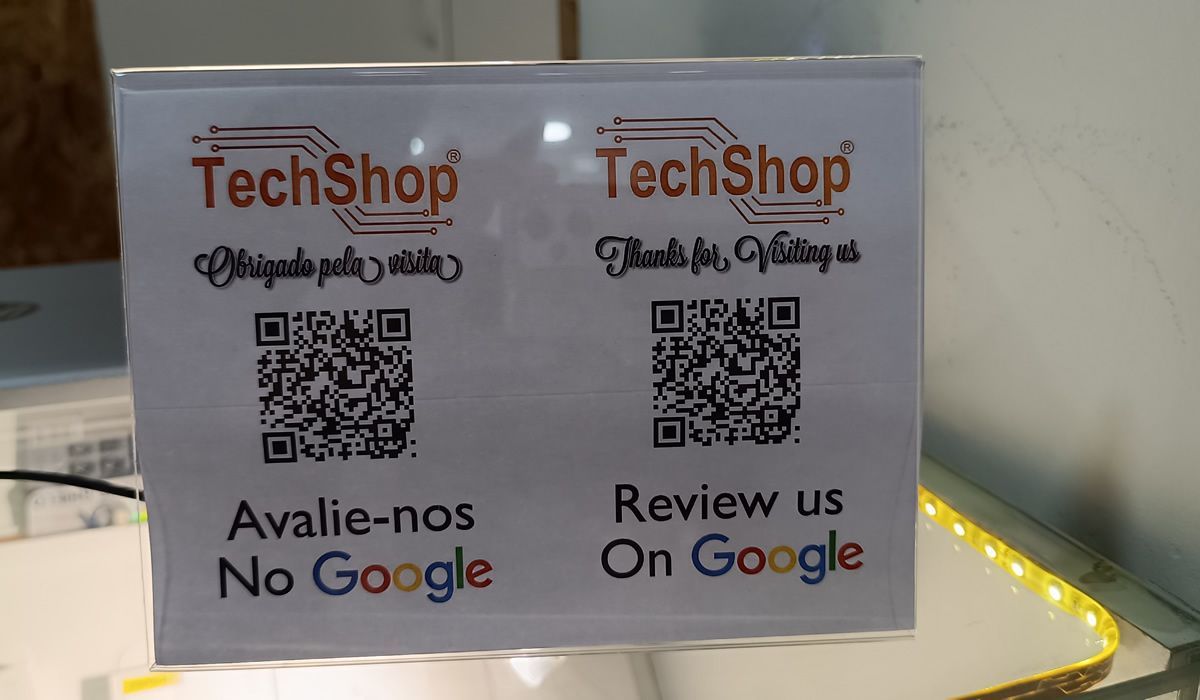 TechShop®
Obrigado pela visita
Avalie-nos
No Google
TechShop®
Thanks for Visiting us
Review us
On Google